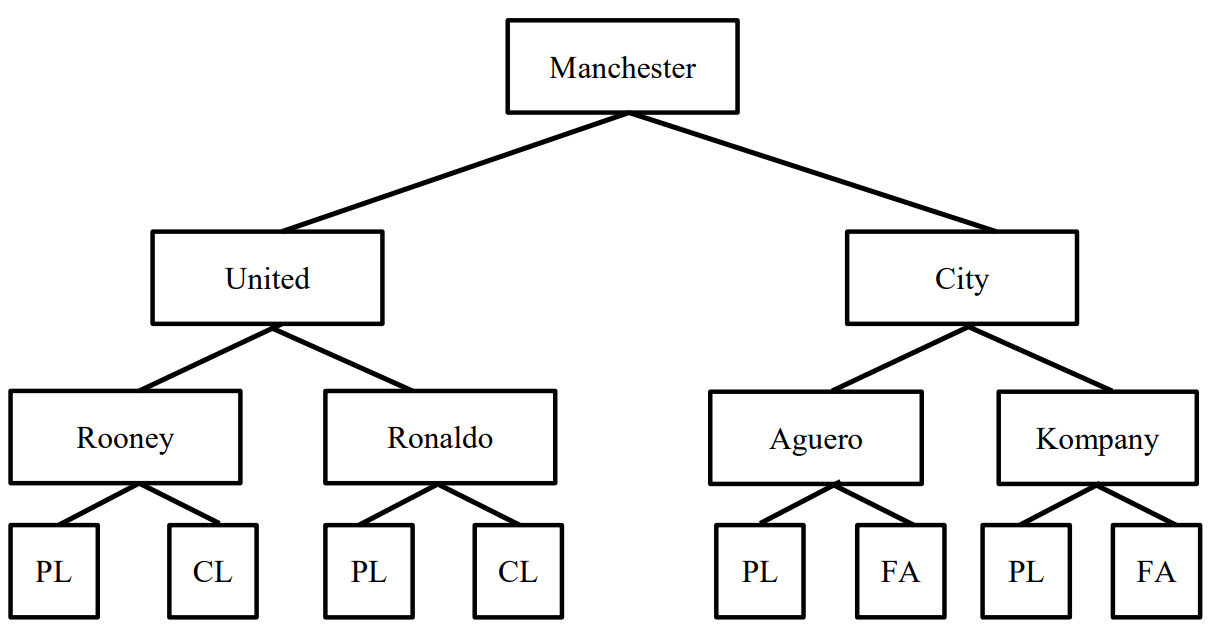 Manchester
United
City
Rooney
Ronaldo
Aguero
Kompany
PL
CL
PL
CL
PL
FA
PL
FA